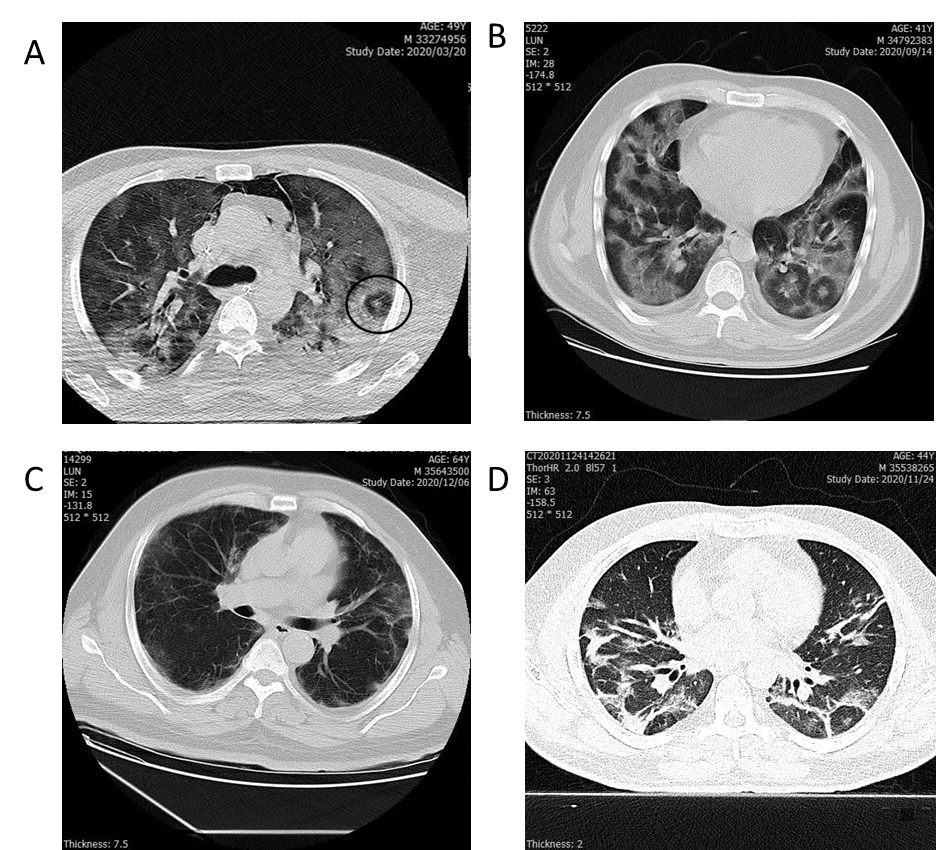 A
AGE: 49Y
M 33274956
Study Date: 2020/03/20
B
5222
LUN
SE: 2
IM: 28
-174.8
512 * 512
AGE: 41Y
M 34792383
Study Date: 2020/09/14
Thickness: 7.5
C
14299
LUN
SE: 2
IM: 15
-131.8
512 * 512
AGE: 64Y
M 35643500
Study Date: 2020/12/06
Thickness: 7.5
D
CT20201124142621
ThorHR 2.0 Bl57 1
SE: 3
IM: 63
-158.5
512 * 512
AGE: 44Y
M 35538265
Study Date: 2020/11/24
Thickness: 2